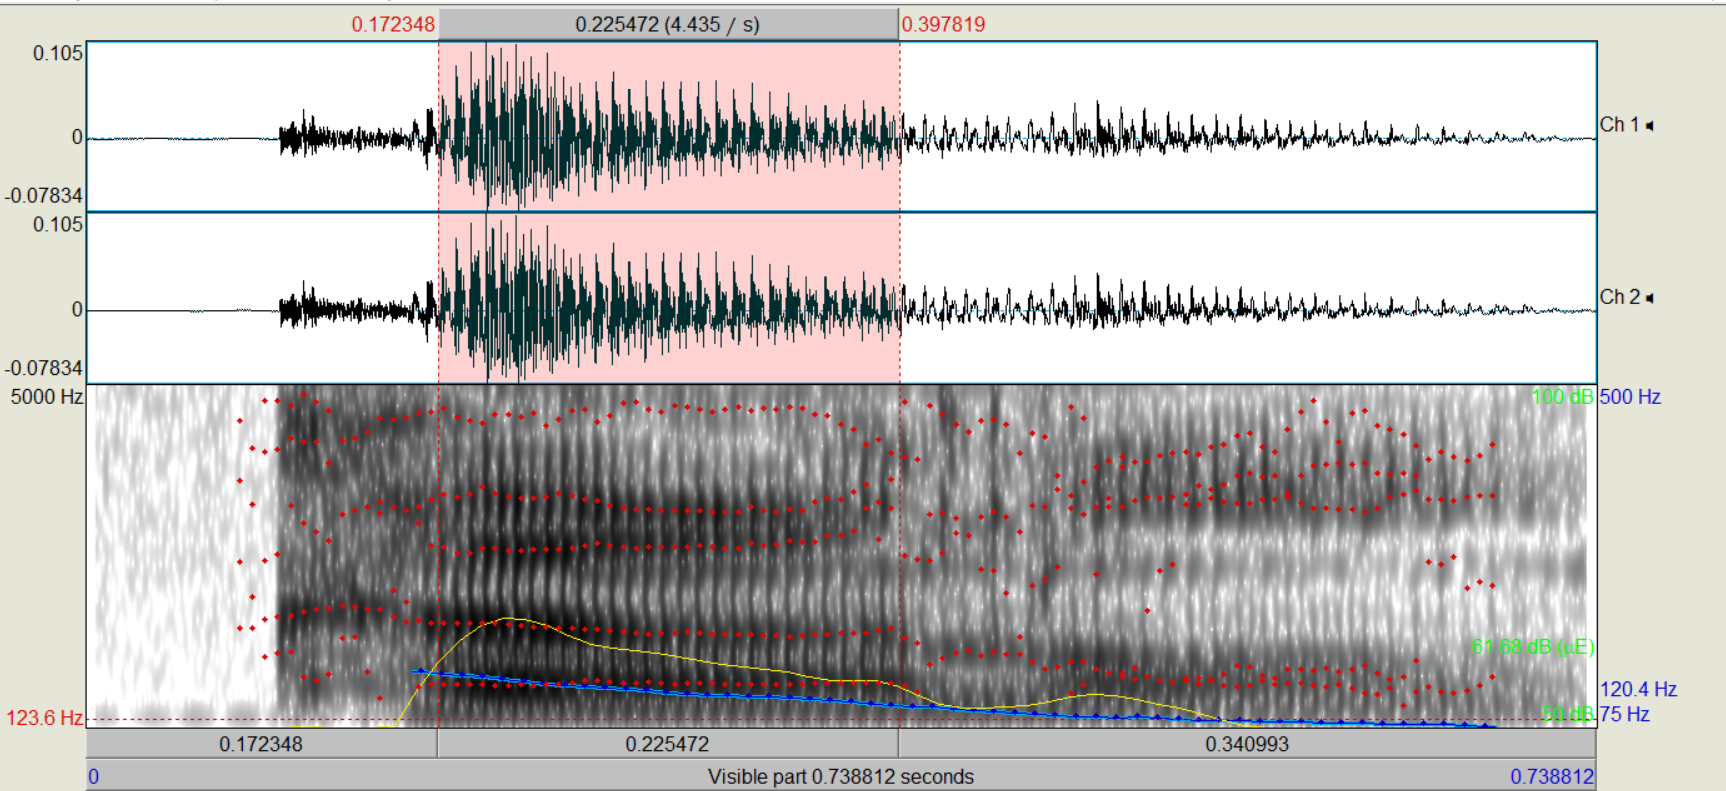 0.172348 0.225472 (4.435 / s) 0.397819
0.105
0
-0.07834
Ch 1
0.105
0
-0.07834
Ch 2
5000 Hz 100 dB 500 Hz
61.68 dB (µE)
120.4 Hz
123.6 Hz 50 dB 75 Hz
0.172348 0.225472 0.340993
0 Visible part 0.738812 seconds 0.738812